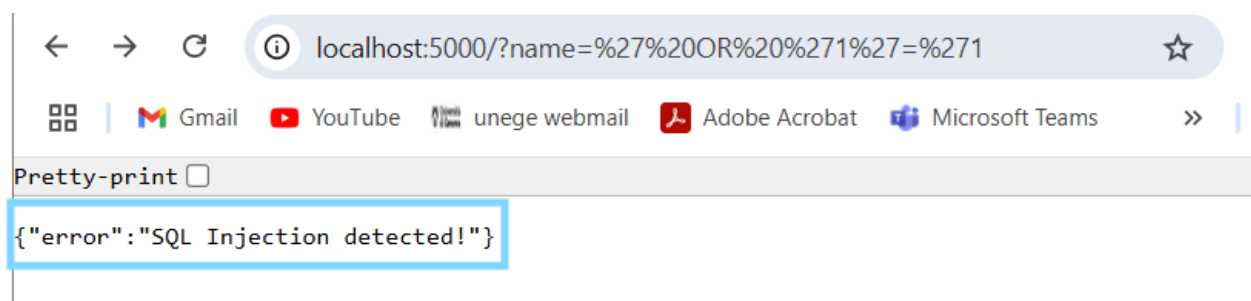 localhost:5000/?name=%27%20OR%20%271%27=%271
Gmail YouTube unege webmail Adobe Acrobat Microsoft Teams »
Pretty-print
{"error":"SQL Injection detected!"}